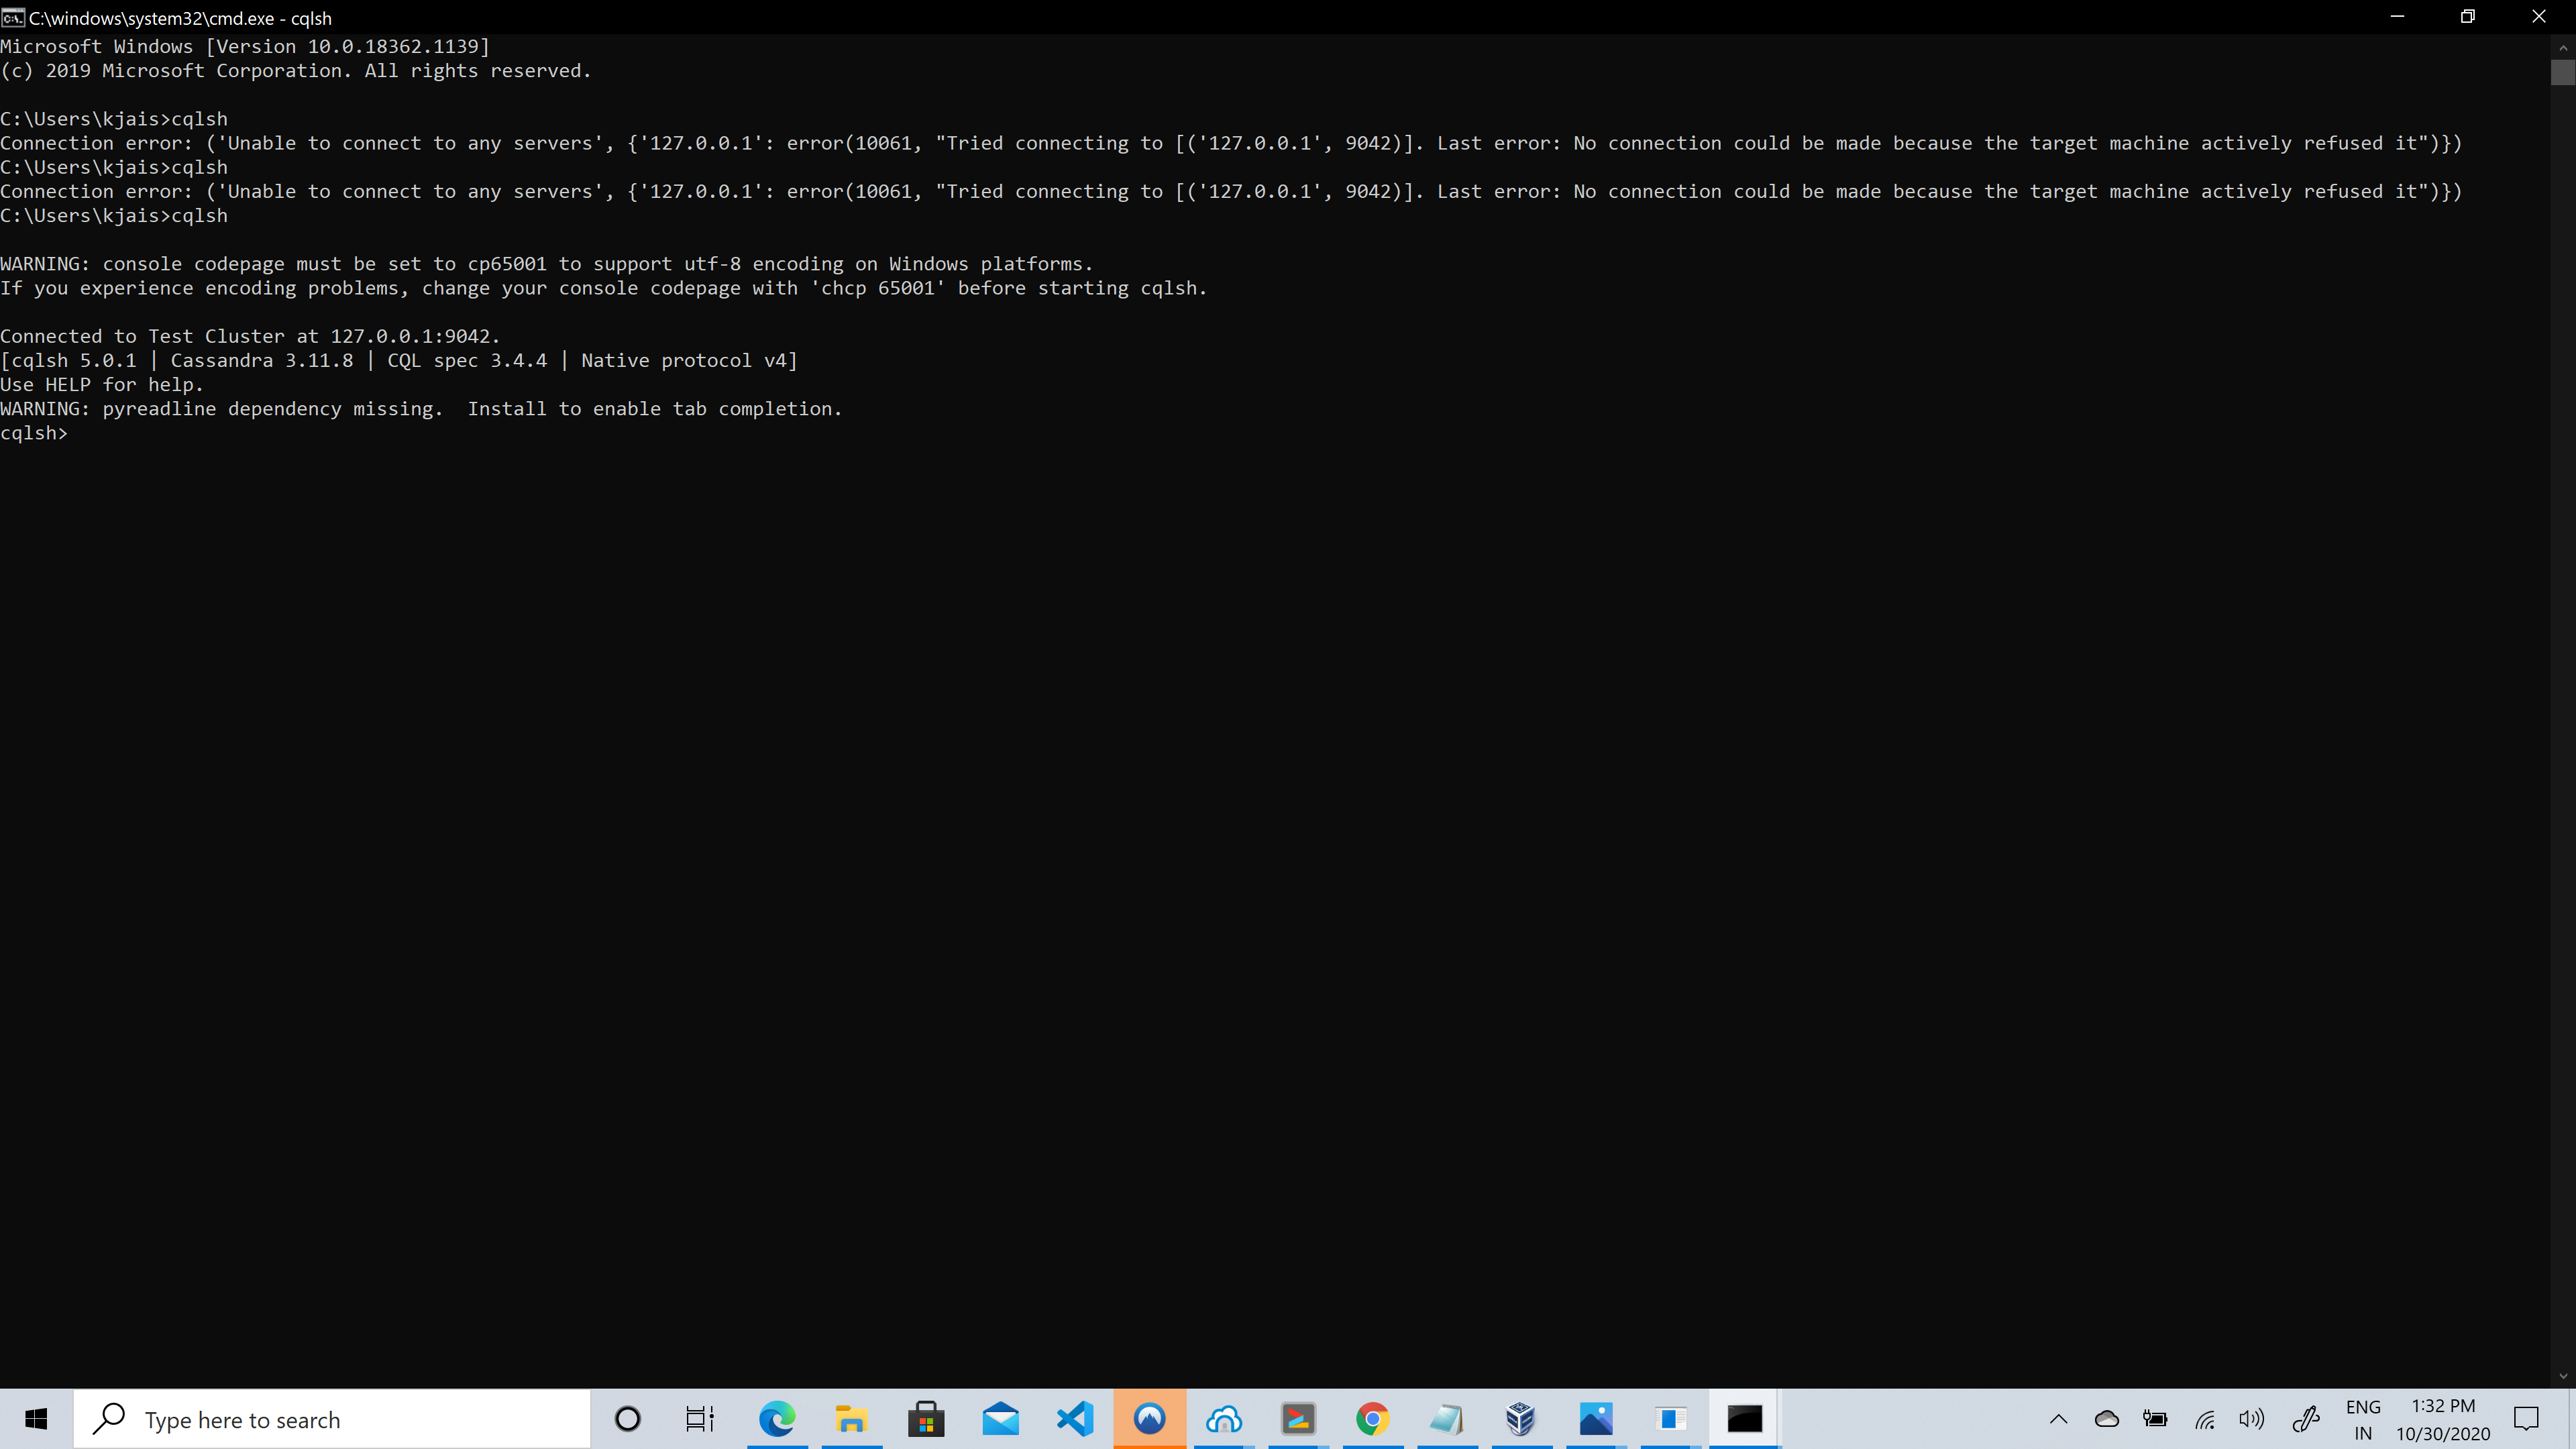 C:\windows\system32\cmd.exe - cqlsh
Microsoft Windows [Version 10.0.18362.1139]
(c) 2019 Microsoft Corporation. All rights reserved.
C:\Users\kjais>cqlsh
Connection error: ('Unable to connect to any servers', {'127.0.0.1': error(10061, "Tried connecting to [('127.0.0.1', 9042)]. Last error: No connection could be made because the target machine actively refused it")})
C:\Users\kjais>cqlsh
Connection error: ('Unable to connect to any servers', {'127.0.0.1': error(10061, "Tried connecting to [('127.0.0.1', 9042)]. Last error: No connection could be made because the target machine actively refused it")})
C:\Users\kjais>cqlsh
WARNING: console codepage must be set to cp65001 to support utf-8 encoding on Windows platforms.
If you experience encoding problems, change your console codepage with 'chcp 65001' before starting cqlsh.
Connected to Test Cluster at 127.0.0.1:9042.
[cqlsh 5.0.1 | Cassandra 3.11.8 | CQL spec 3.4.4 | Native protocol v4]
Use HELP for help.
WARNING: pyreadline dependency missing.  Install to enable tab completion.
cqlsh>
Type here to search
ENG
IN
1:32 PM
10/30/2020